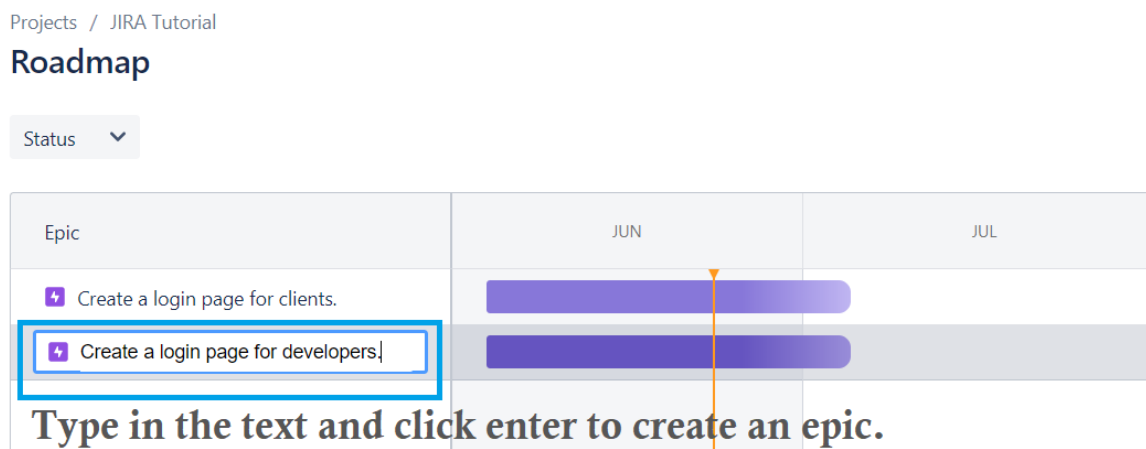 Projects / JIRA Tutorial
Roadmap
Status
Epic JUN JUL
Create a login page for clients.
Create a login page for developers.
Type in the text and click enter to create an epic.